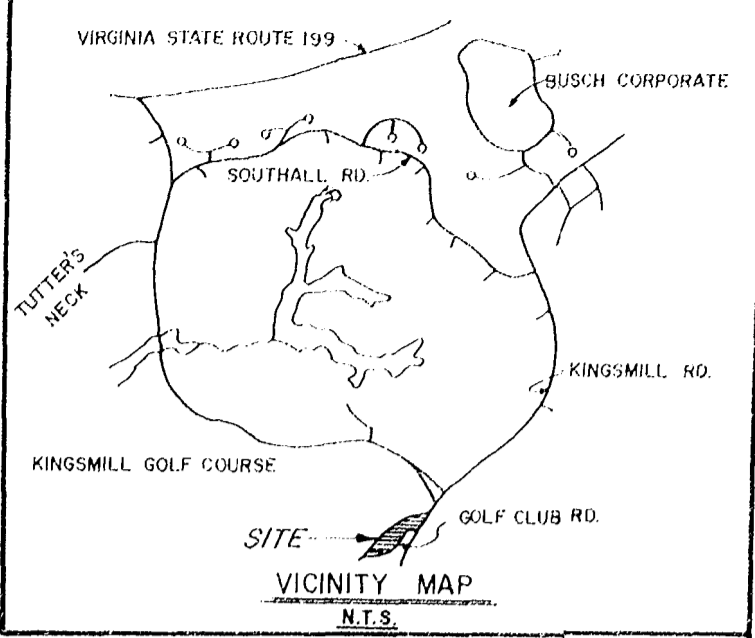 VIRGINIA STATE ROUTE 199
BUSCH CORPORATE
SOUTHALL RD.
TUTTER'S
NECK
KINGSMILL RD.
KINGSMILL GOLF COURSE
GOLF CLUB RD.
SITE
VICINITY MAP
N.T.S.